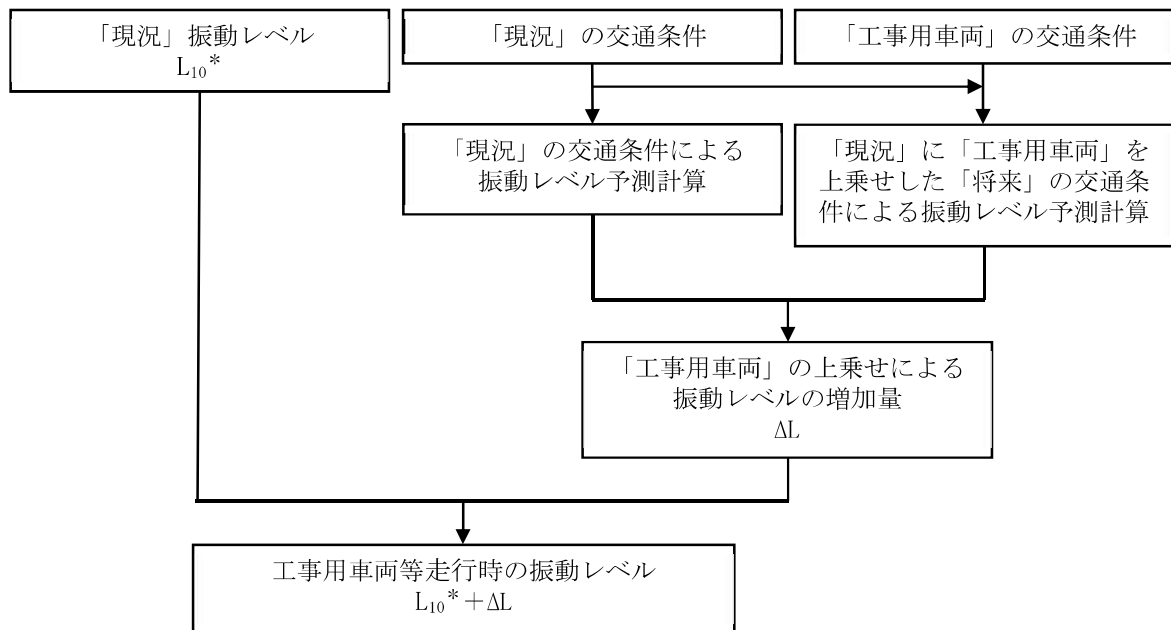 「現況」振動レベル
L₁₀*
「現況」の交通条件
「工事用車両」の交通条件
「現況」の交通条件による
振動レベル予測計算
「現況」に「工事用車両」を
上乗せした「将来」の交通条
件による振動レベル予測計算
「工事用車両」の上乗せによる
振動レベルの増加量
ΔL
工事用車両等走行時の振動レベル
L₁₀*+ΔL